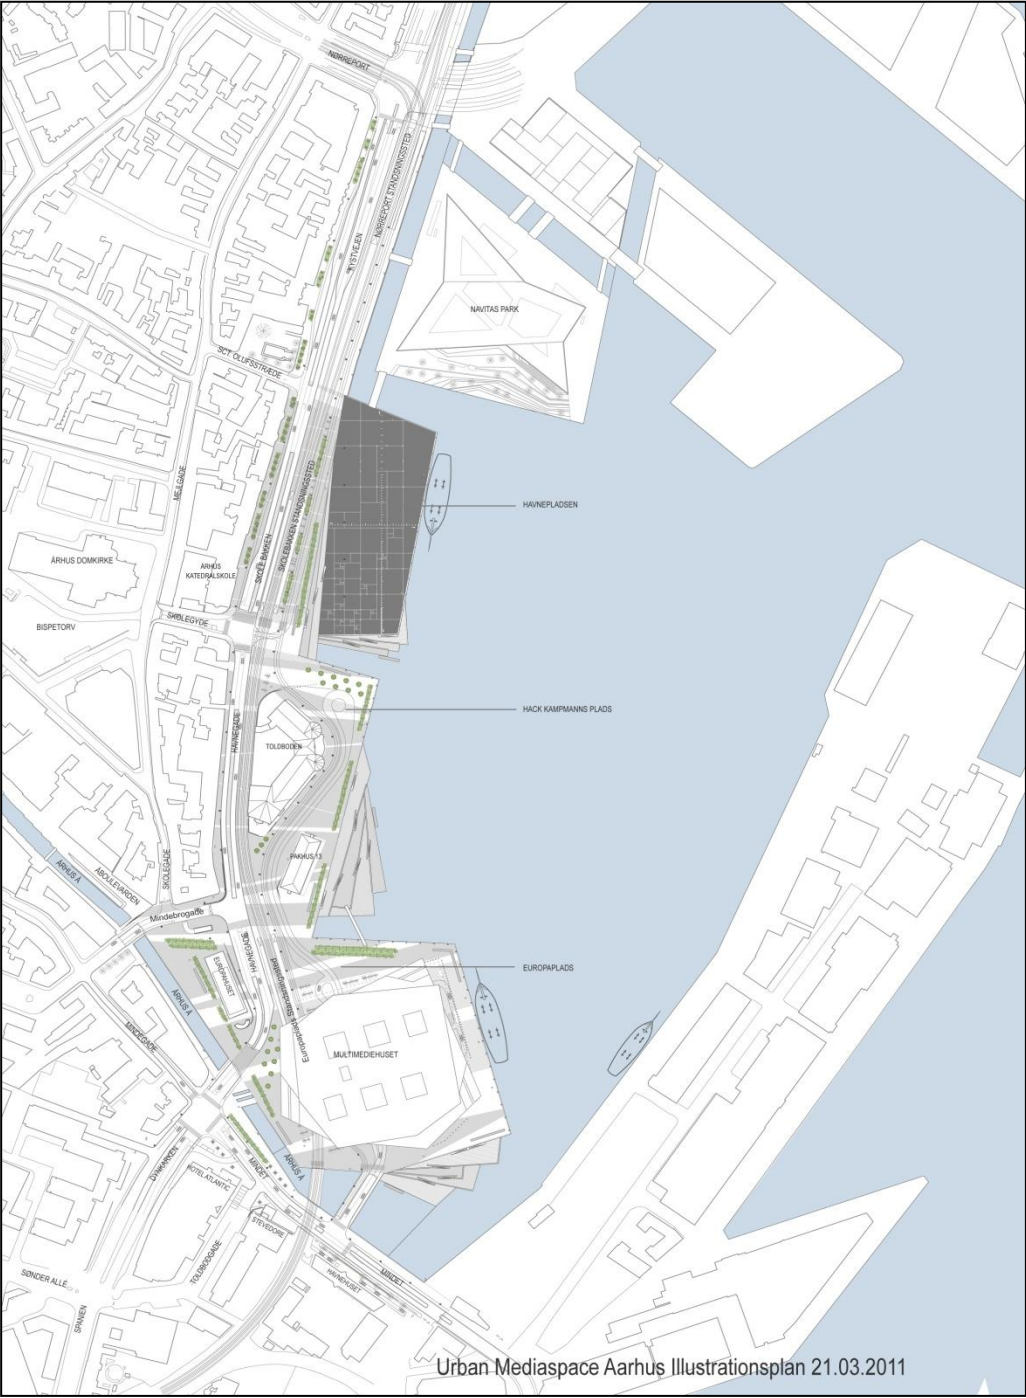 NØRREPORT
NØRREPORT STANDSNINGSSTED
KYSTVEJEN
NAVITAS PARK
SCT. OLUFSSTRÆDE
MEJLGADE
SKOLEBAKKEN STANDSNINGSSTED
SKOLE BAKKEN
HAVNEPLADSEN
ÅRHUS DOMKIRKE
ÅRHUS
KATEDRALSKOLE
SKOLEGYDE
BISPETORV
HACK KAMPMANNS PLADS
HAVNEGADE
TOLDBODEN
PAKHUS 13
SKOLEGADE
ÅBOULEVARDEN
ÅRHUS Å
Mindebrogade
HAVNEGADE
EUROPAHUSET
EUROPAPLADS
Europaplads Standsningssted
ÅRHUS Å
MINDEGADE
MULTIMEDIEHUSET
DYNKARKEN
MINDET
ÅRHUS Å
HOTEL ATLANTIC
STEVEDORE
TOLDBODGADE
HAVNEHUSET
MINDET
SØNDER ALLÉ
SPANIEN
Urban Mediaspace Aarhus Illustrationsplan 21.03.2011